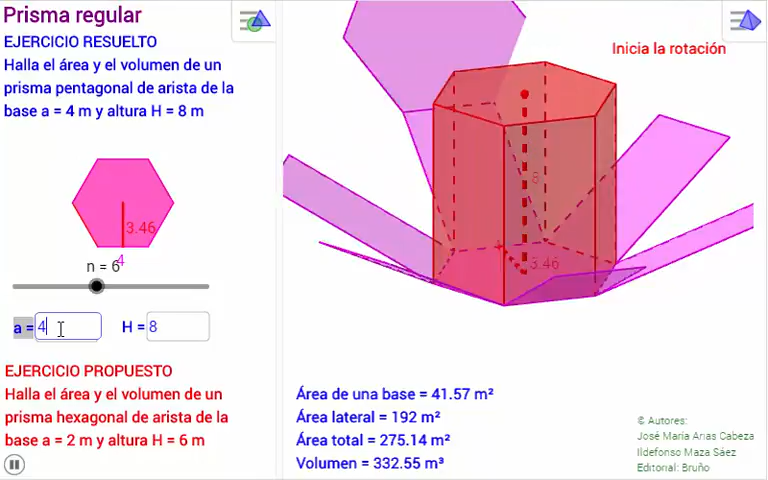 Prisma regular
EJERCICIO RESUELTO
Halla el área y el volumen de un
prisma pentagonal de arista de la
base a = 4 m y altura H = 8 m
3.46
4
n = 6
a = 4
H = 8
EJERCICIO PROPUESTO
Halla el área y el volumen de un
prisma hexagonal de arista de la
base a = 2 m y altura H = 6 m
Inicia la rotación
8
3.46
Área de una base = 41.57 m²
Área lateral = 192 m²
Área total = 275.14 m²
Volumen = 332.55 m³
© Autores:
José María Arias Cabeza
Ildefonso Maza Sáez
Editorial: Bruño